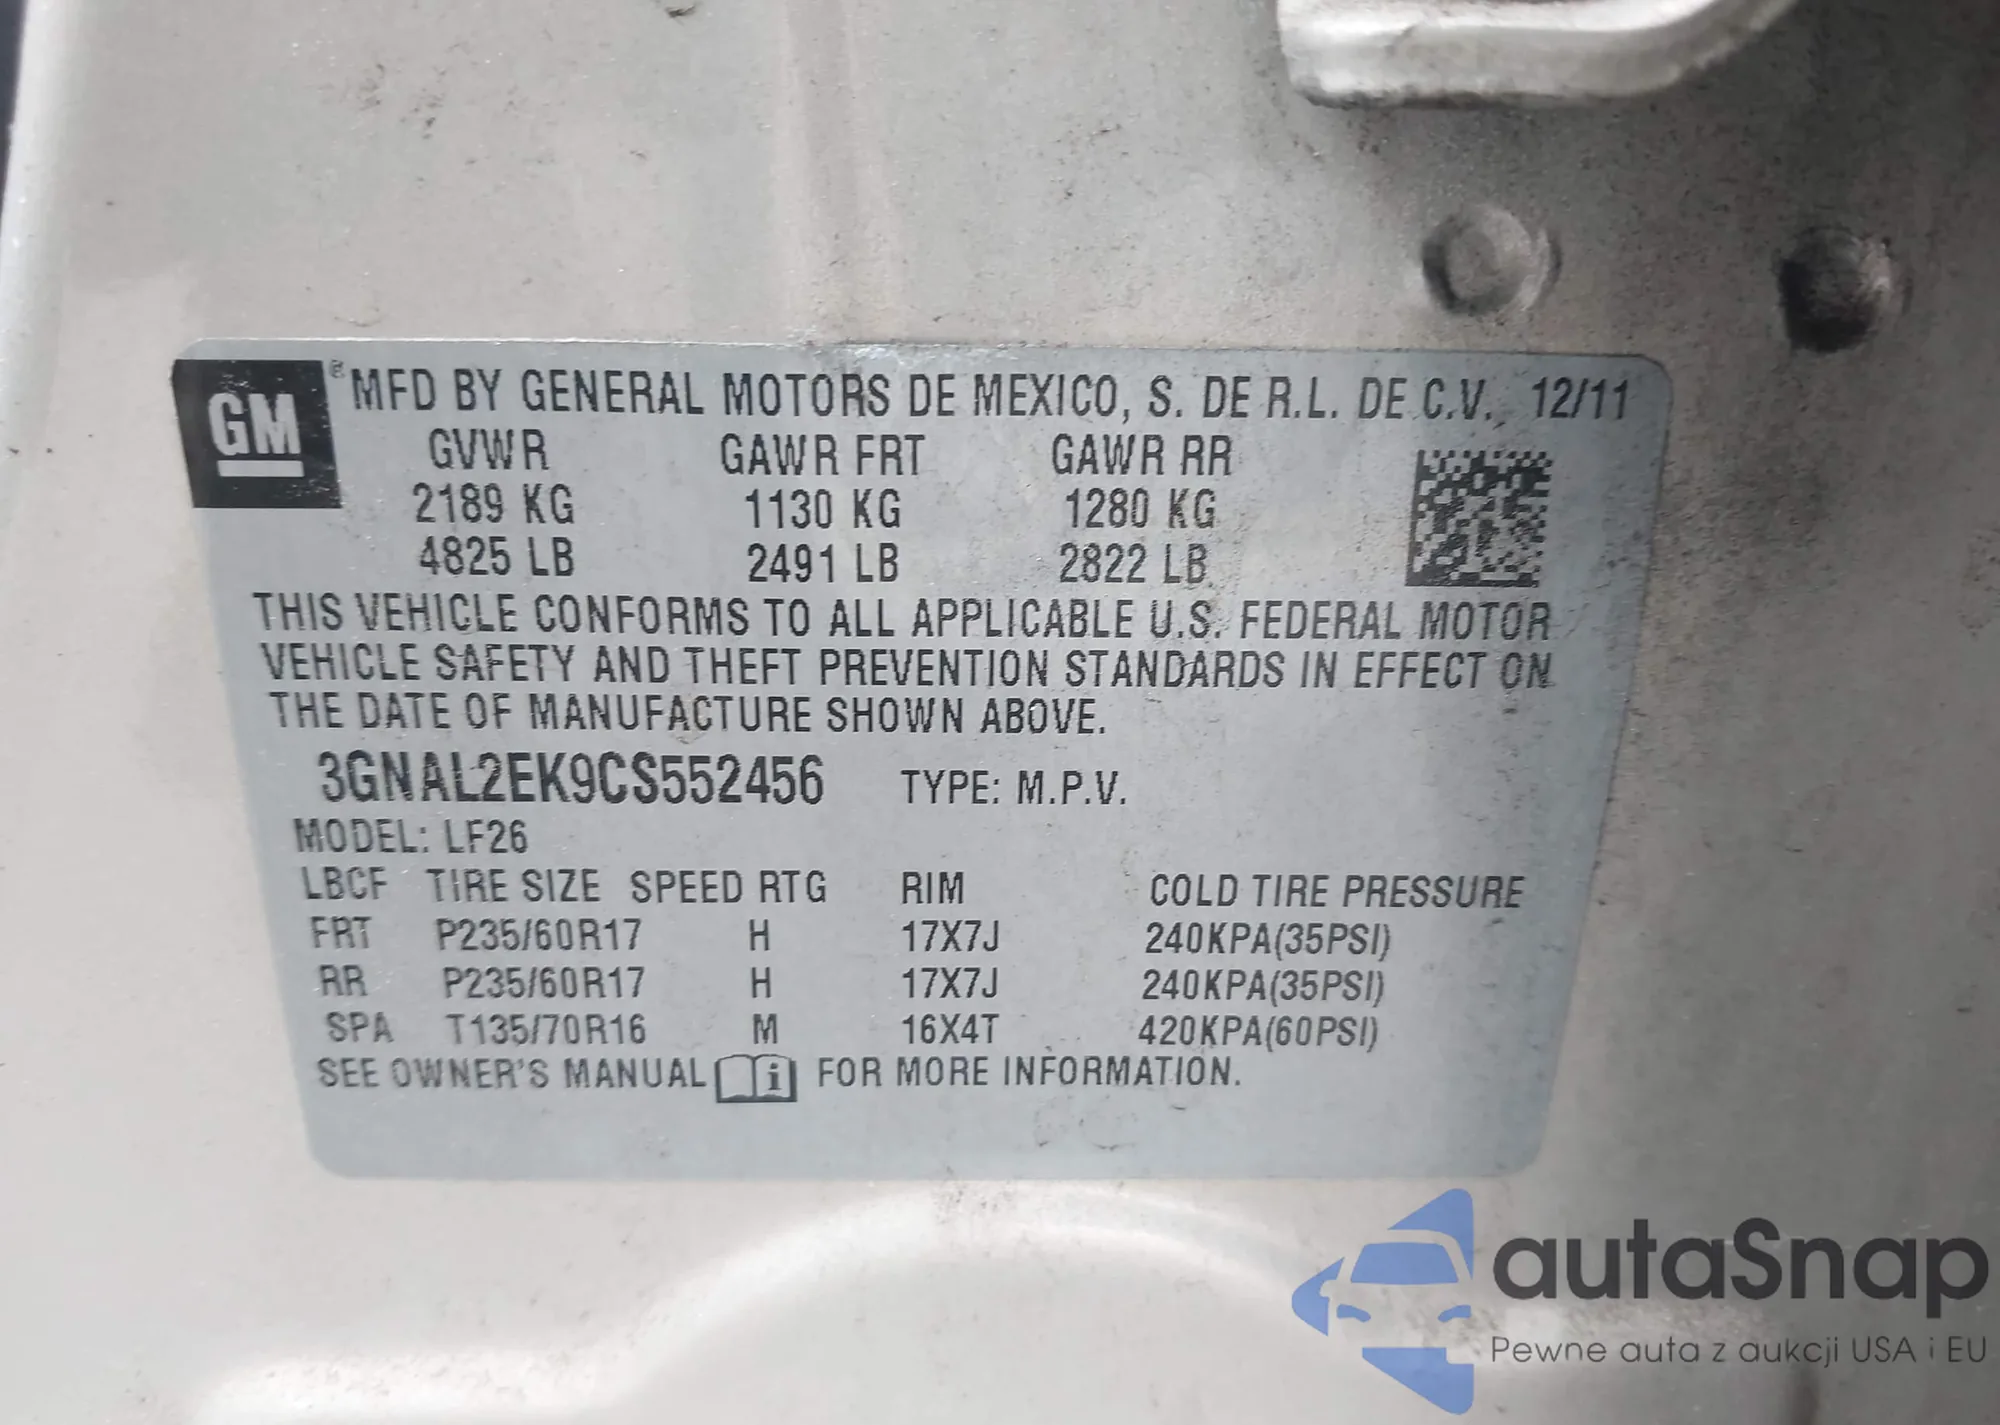 GM
® MFD BY GENERAL MOTORS DE MEXICO, S. DE R.L. DE C.V. 12/11
GVWR GAWR FRT GAWR RR
2189 KG 1130 KG 1280 KG
4825 LB 2491 LB 2822 LB
THIS VEHICLE CONFORMS TO ALL APPLICABLE U.S. FEDERAL MOTOR
VEHICLE SAFETY AND THEFT PREVENTION STANDARDS IN EFFECT ON
THE DATE OF MANUFACTURE SHOWN ABOVE.
3GNAL2EK9CS552456 TYPE: M.P.V.
MODEL: LF26
LBCF TIRE SIZE SPEED RTG RIM COLD TIRE PRESSURE
FRT P235/60R17 H 17X7J 240KPA(35PSI)
RR P235/60R17 H 17X7J 240KPA(35PSI)
SPA T135/70R16 M 16X4T 420KPA(60PSI)
SEE OWNER'S MANUAL i FOR MORE INFORMATION.
autaSnap
Pewne auta z aukcji USA i EU